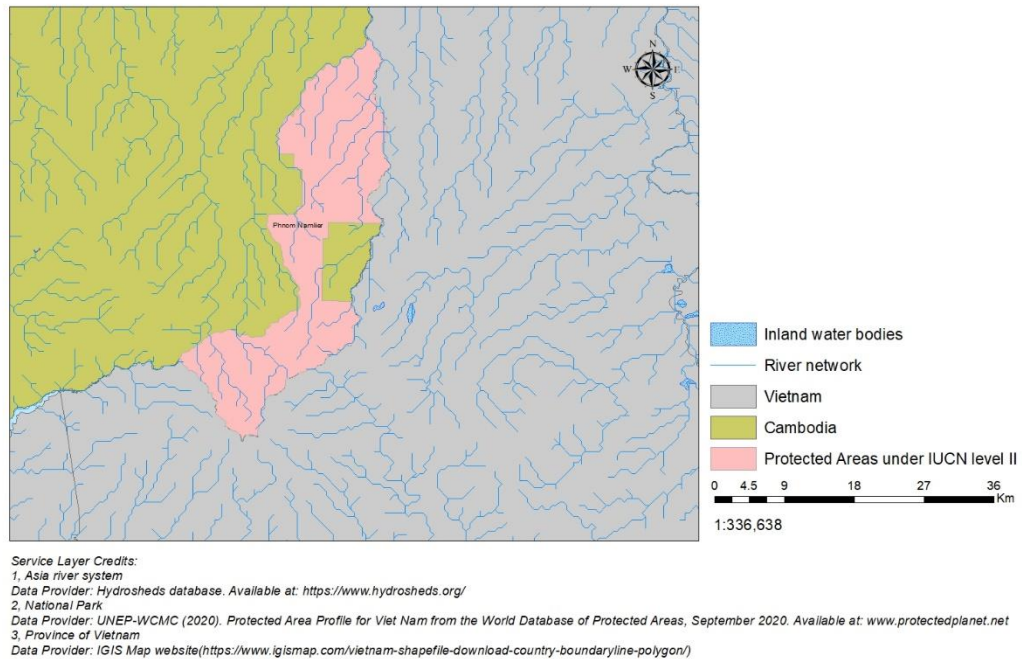 N
W E
S
Phnom Namlier
Inland water bodies
River network
Vietnam
Cambodia
Protected Areas under IUCN level II
0 4.5 9 18 27 36
Km
1:336,638
Service Layer Credits:
1, Asia river system
Data Provider: Hydrosheds database. Available at: https://www.hydrosheds.org/
2, National Park
Data Provider: UNEP-WCMC (2020). Protected Area Profile for Viet Nam from the World Database of Protected Areas, September 2020. Available at: www.protectedplanet.net
3, Province of Vietnam
Data Provider: IGIS Map website(https://www.igismap.com/vietnam-shapefile-download-country-boundaryline-polygon/)